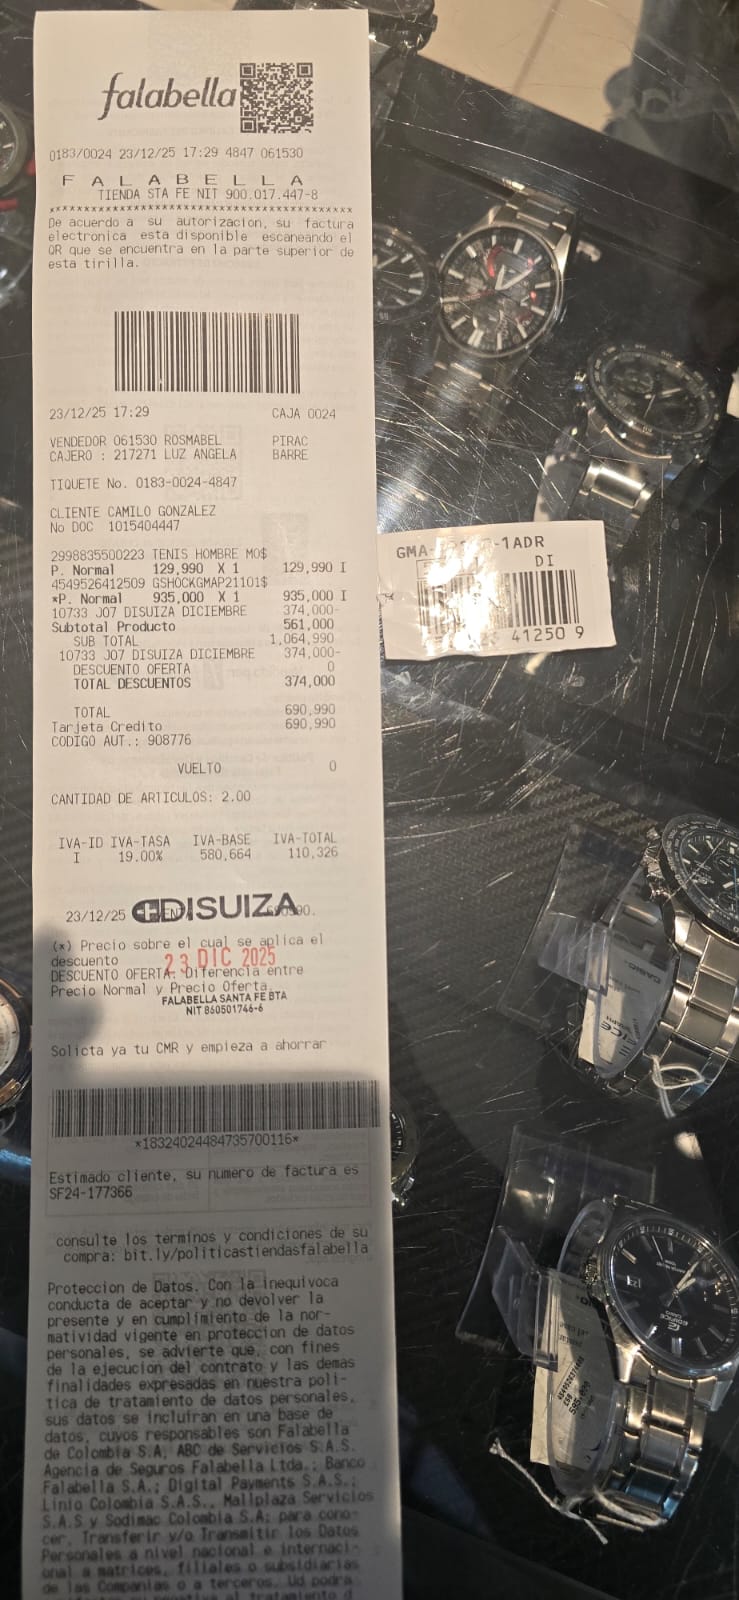 falabella
0183/0024 23/12/25 17:29 4847 061530
F A L A B E L L A
TIENDA STA FE NIT 900.017.447-8
De acuerdo a su autorizacion, su factura
electronica esta disponible escaneando el
QR que se encuentra en la parte superior de
esta tirilla.
23/12/25 17:29 CAJA 0024
VENDEDOR 061530 ROSMABEL PIRAC
CAJERO : 217271 LUZ ANGELA BARRE
TIQUETE No. 0183-0024-4847
CLIENTE CAMILO GONZALEZ
No DOC 1015404447
2998835500223 TENIS HOMBRE MO$
P. Normal 129,990 X 1 129,990 I
4549526412509 GSHOCKGMAP21101$
*P. Normal 935,000 X 1 935,000 I
10733 J07 DISUIZA DICIEMBRE 374,000-
Subtotal Producto 561,000
SUB TOTAL 1,064,990
10733 J07 DISUIZA DICIEMBRE 374,000-
DESCUENTO OFERTA 0
TOTAL DESCUENTOS 374,000
TOTAL 690,990
Tarjeta Credito 690,990
CODIGO AUT.: 908776
VUELTO 0
CANTIDAD DE ARTICULOS: 2.00
IVA-ID IVA-TASA IVA-BASE IVA-TOTAL
I 19.00% 580,664 110,326
23/12/25 DISUIZA
(*) Precio sobre el cual se aplica el
descuento
23 DIC 2025
DESCUENTO OFERTA: Diferencia entre
Precio Normal y Precio Oferta.
FALABELLA SANTA FE BTA
NIT 860501746-6
Solicta ya tu CMR y empieza a ahorrar
*18324024484735700116*
Estimado cliente, su numero de factura es
SF24-177366
consulte los terminos y condiciones de su
compra: bit.ly/politicastiendasfalabella
Proteccion de Datos. Con la inequivoca
conducta de aceptar y no devolver la
presente y en cumplimiento de la nor-
matividad vigente en proteccion de datos
personales, se advierte que, con fines
de la ejecucion del contrato y las demas
finalidades expresadas en nuestra poli-
tica de tratamiento de datos personales,
sus datos se incluiran en una base de
datos, cuyos responsables son Falabella
de Colombia S.A, ABC de Servicios S.A.S.
Agencia de Seguros Falabella Ltda.; Banco
Falabella S.A.; Digital Payments S.A.S.;
Linio Colombia S.A.S., Mallplaza Servicios
S.A.S y Sodimac Colombia S.A; para cono-
cer, Transferir y/o Transmitir los Datos
Personales a nivel nacional e internaci-
onal a matrices, filiales o subsidiarias
de las Companias o a terceros. Ud podra
GMA- -1ADR
DI
41250 9
CASIO
EDIFICE